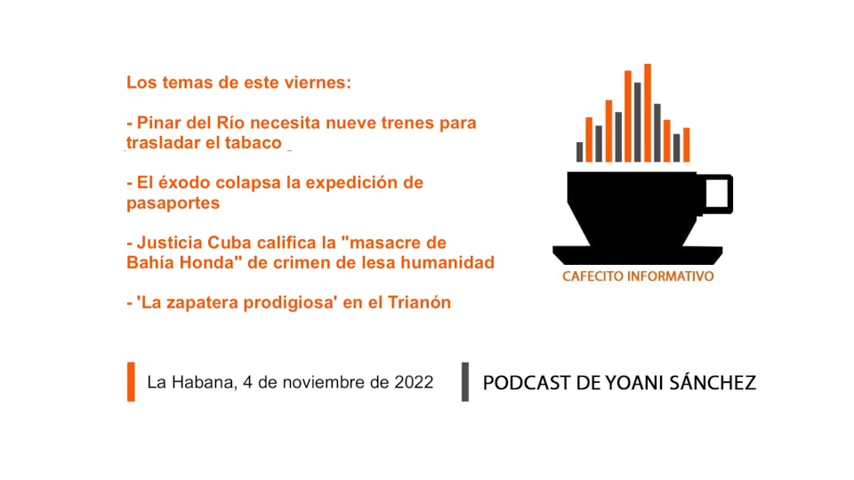 Los temas de este viernes:
- Pinar del Río necesita nueve trenes para
trasladar el tabaco
- El éxodo colapsa la expedición de
pasaportes
- Justicia Cuba califica la "masacre de
Bahía Honda" de crimen de lesa humanidad
- 'La zapatera prodigiosa' en el Trianón
CAFECITO INFORMATIVO
La Habana, 4 de noviembre de 2022
PODCAST DE YOANI SÁNCHEZ